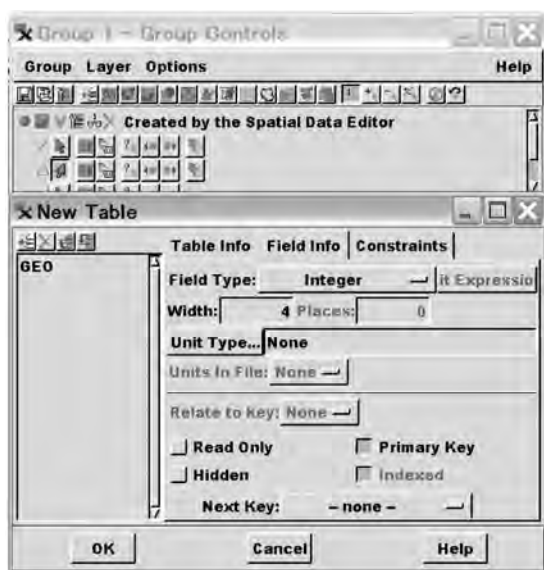 Group 1 - Group Controls
Group Layer Options Help
Created by the Spatial Data Editor
New Table
Table Info Field Info Constraints
GEO
Field Type: Integer it Expressio
Width: 4 Places: 0
Unit Type... None
Units In File: None
Relate to Key: None
Read Only Primary Key
Hidden Indexed
Next Key: - none -
OK Cancel Help